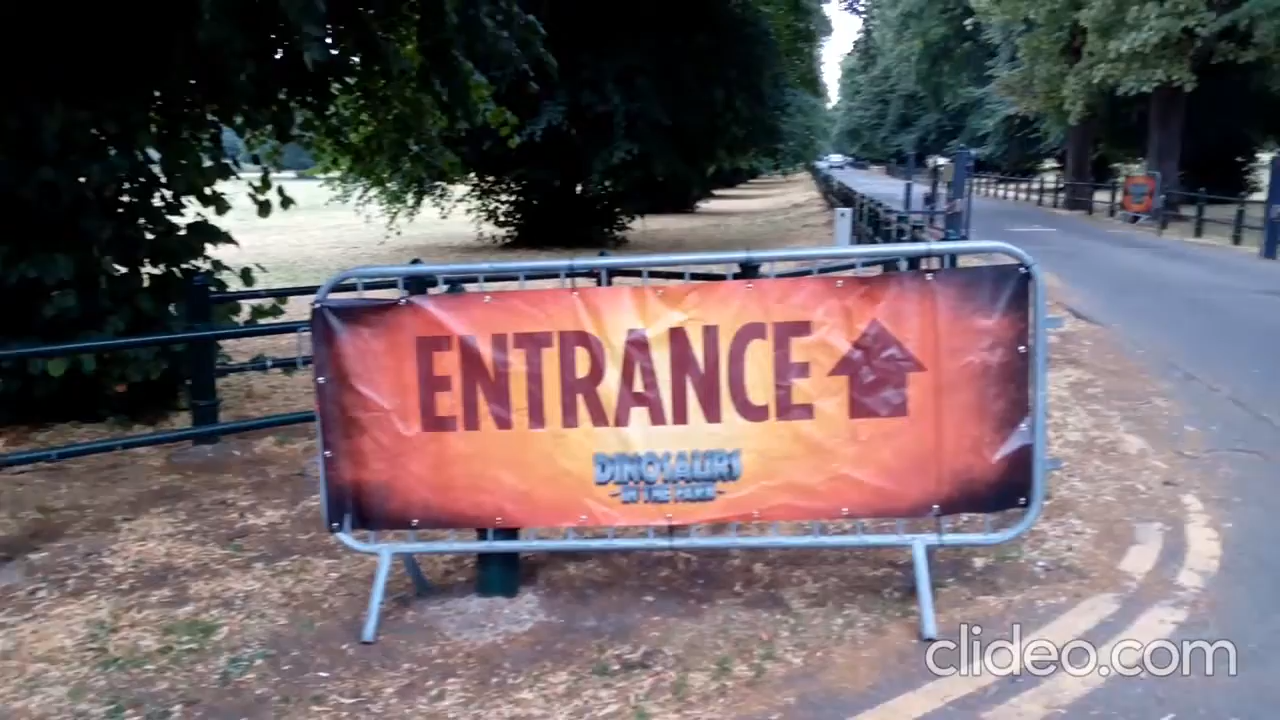 ENTRANCE
DINOSAURS
- IN THE PARK -
clideo.com